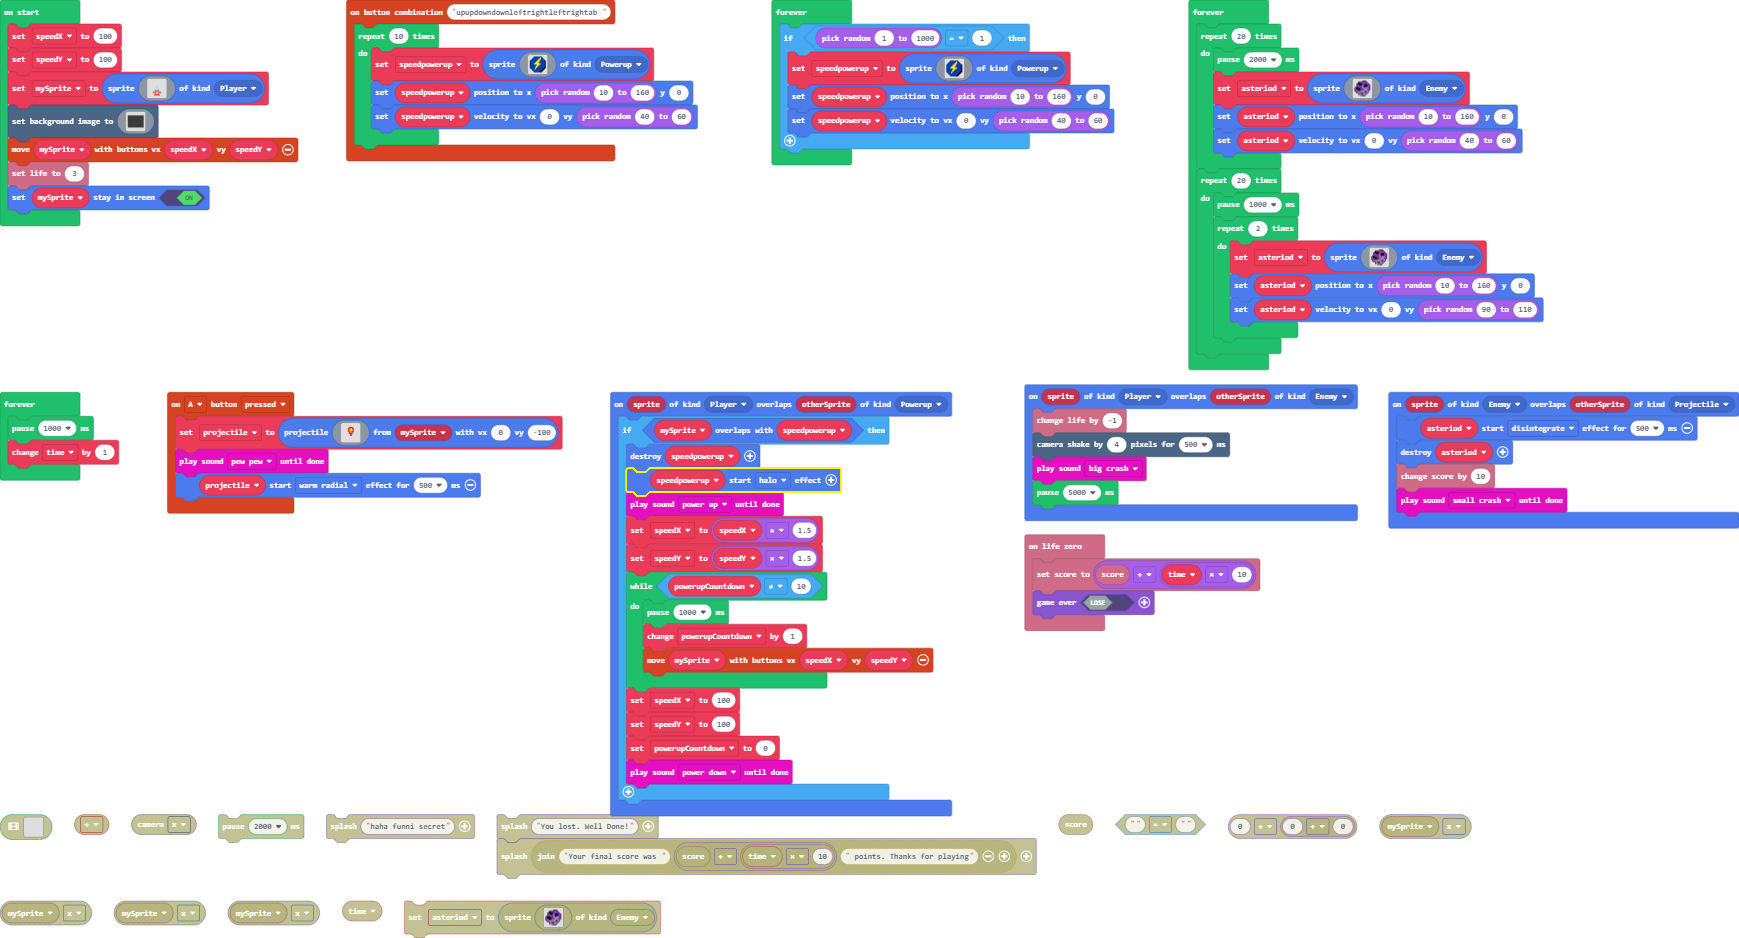 on start
set speedX to 100
set speedY to 100
set mySprite to sprite of kind Player
set background image to
move mySprite with buttons vx speedX vy speedY
set life to 3
set mySprite stay in screen ON
on button combination "upupdowndownleftrightleftrightab"
repeat 10 times
do
set speedpowerup to sprite of kind Powerup
set speedpowerup position to x pick random 10 to 160 y 0
set speedpowerup velocity to vx 0 vy pick random 40 to 60
forever
if pick random 1 to 1000 = 1 then
set speedpowerup to sprite of kind Powerup
set speedpowerup position to x pick random 10 to 160 y 0
set speedpowerup velocity to vx 0 vy pick random 40 to 60
forever
repeat 20 times
do
pause 2000 ms
set asteriod to sprite of kind Enemy
set asteriod position to x pick random 10 to 160 y 0
set asteriod velocity to vx 0 vy pick random 40 to 60
repeat 20 times
do
pause 1000 ms
repeat 2 times
do
set asteriod to sprite of kind Enemy
set asteriod position to x pick random 10 to 160 y 0
set asteriod velocity to vx 0 vy pick random 90 to 110
forever
pause 1000 ms
change time by 1
on A button pressed
set projectile to projectile from mySprite with vx 0 vy -100
play sound pew pew until done
projectile start warm radial effect for 500 ms
on sprite of kind Player overlaps otherSprite of kind Powerup
if mySprite overlaps with speedpowerup then
destroy speedpowerup
speedpowerup start halo effect
play sound power up until done
set speedX to speedX × 1.5
set speedY to speedY × 1.5
while powerupCountdown ≠ 10
do
pause 1000 ms
change powerupCountdown by 1
move mySprite with buttons vx speedX vy speedY
set speedX to 100
set speedY to 100
set powerupCountdown to 0
play sound power down until done
on sprite of kind Player overlaps otherSprite of kind Enemy
change life by -1
camera shake by 4 pixels for 500 ms
play sound big crash
pause 5000 ms
on life zero
set score to score + time × 10
game over LOSE
on sprite of kind Enemy overlaps otherSprite of kind Projectile
asteriod start disintegrate effect for 500 ms
destroy asteriod
change score by 10
play sound small crash until done
camera x
pause 2000 ms
splash "haha funni secret"
splash "You lost. Well Done!"
splash join "Your final score was " score + time × 10 " points. Thanks for playing"
score
"" = ""
0 + 0 + 0
mySprite x
mySprite x
mySprite x
mySprite x
time
set asteriod to sprite of kind Enemy